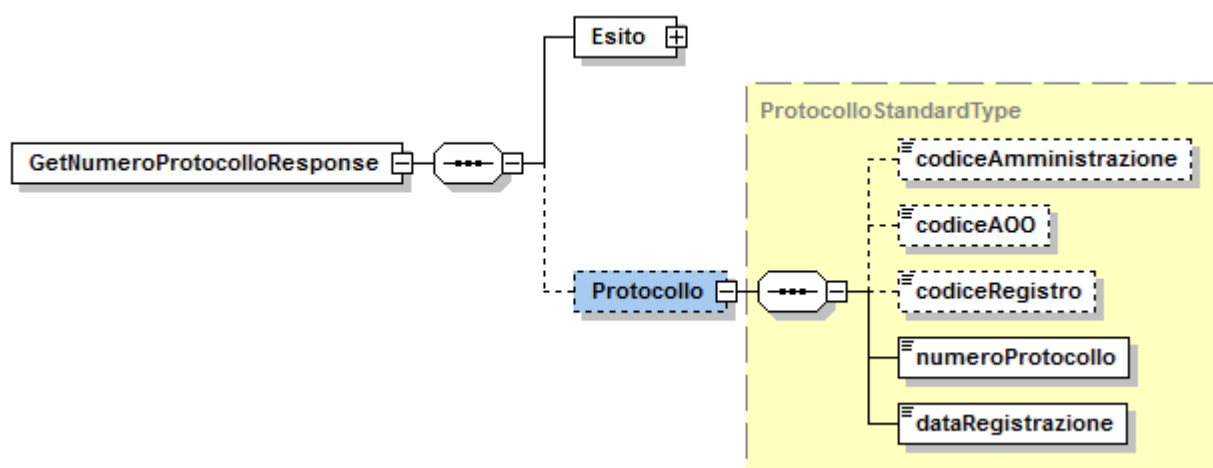 Esito
ProtocolloStandardType
codiceAmministrazione
GetNumeroProtocolloResponse
codiceAOO
Protocollo
codiceRegistro
numeroProtocollo
dataRegistrazione